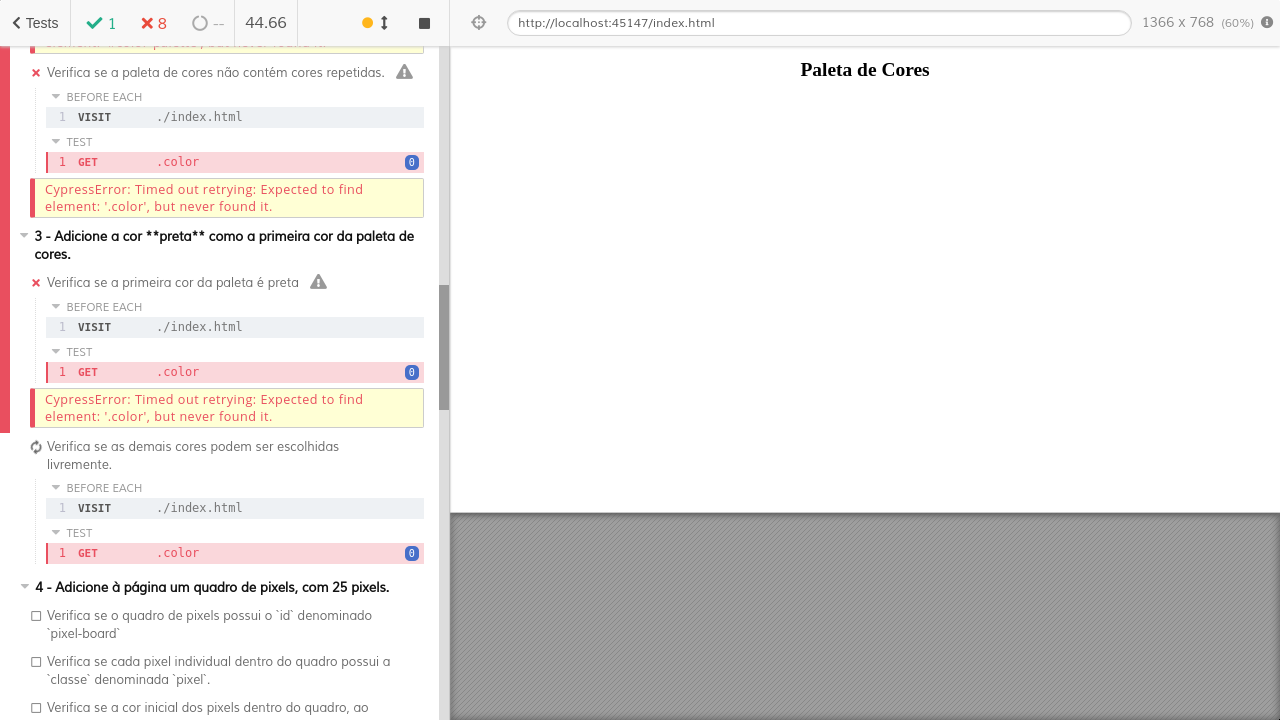 Tests
1
8
--
44.66
http://localhost:45147/index.html
1366 x 768 (60%)
Verifica se a paleta de cores não contém cores repetidas.
BEFORE EACH
1 VISIT ./index.html
TEST
1 GET .color 0
CypressError: Timed out retrying: Expected to find
element: '.color', but never found it.
3 - Adicione a cor **preta** como a primeira cor da paleta de
cores.
Verifica se a primeira cor da paleta é preta
BEFORE EACH
1 VISIT ./index.html
TEST
1 GET .color 0
CypressError: Timed out retrying: Expected to find
element: '.color', but never found it.
Verifica se as demais cores podem ser escolhidas
livremente.
BEFORE EACH
1 VISIT ./index.html
TEST
1 GET .color 0
4 - Adicione à página um quadro de pixels, com 25 pixels.
Verifica se o quadro de pixels possui o `id` denominado
`pixel-board`
Verifica se cada pixel individual dentro do quadro possui a
`classe` denominada `pixel`.
Verifica se a cor inicial dos pixels dentro do quadro, ao
Paleta de Cores